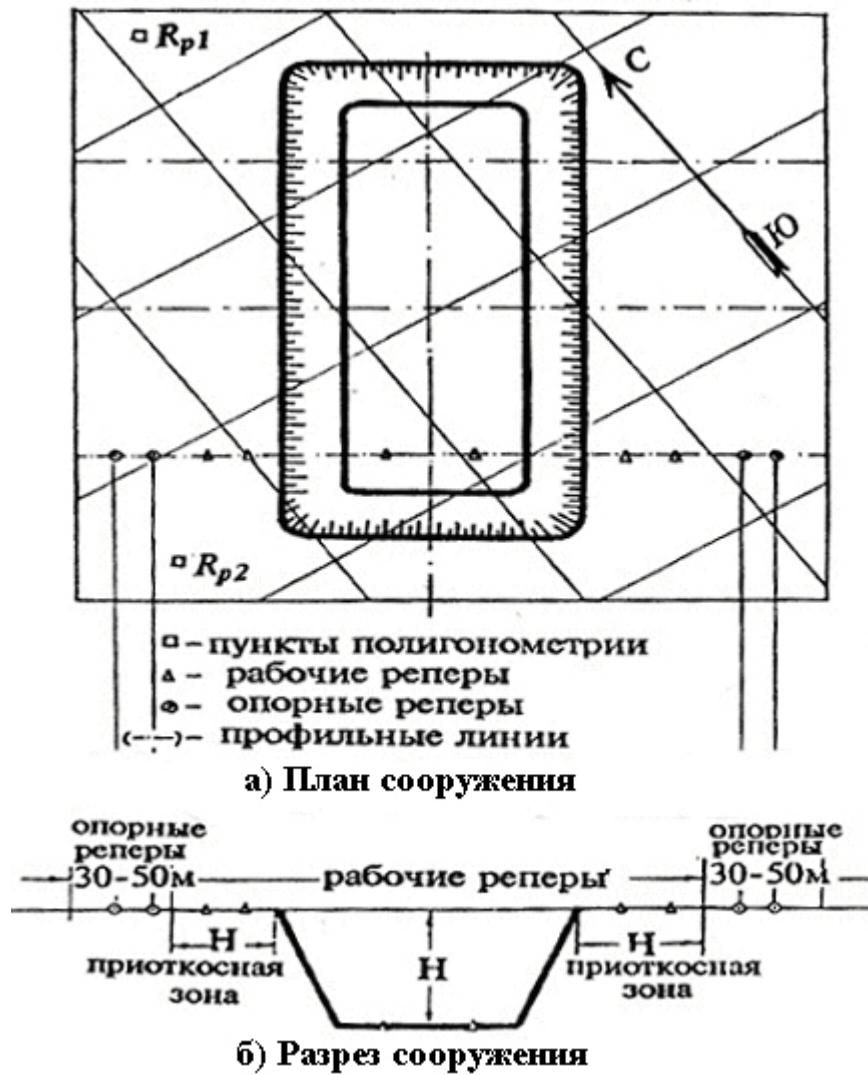 Rp1
С
Ю
Rp2
– пункты полигонометрии
– рабочие реперы
– опорные реперы
(–·–)– профильные линии
а) План сооружения
опорные
реперы
30-50м
рабочие реперы
опорные
реперы
30-50м
Н
приоткосная
зона
Н
Н
приоткосная
зона
б) Разрез сооружения